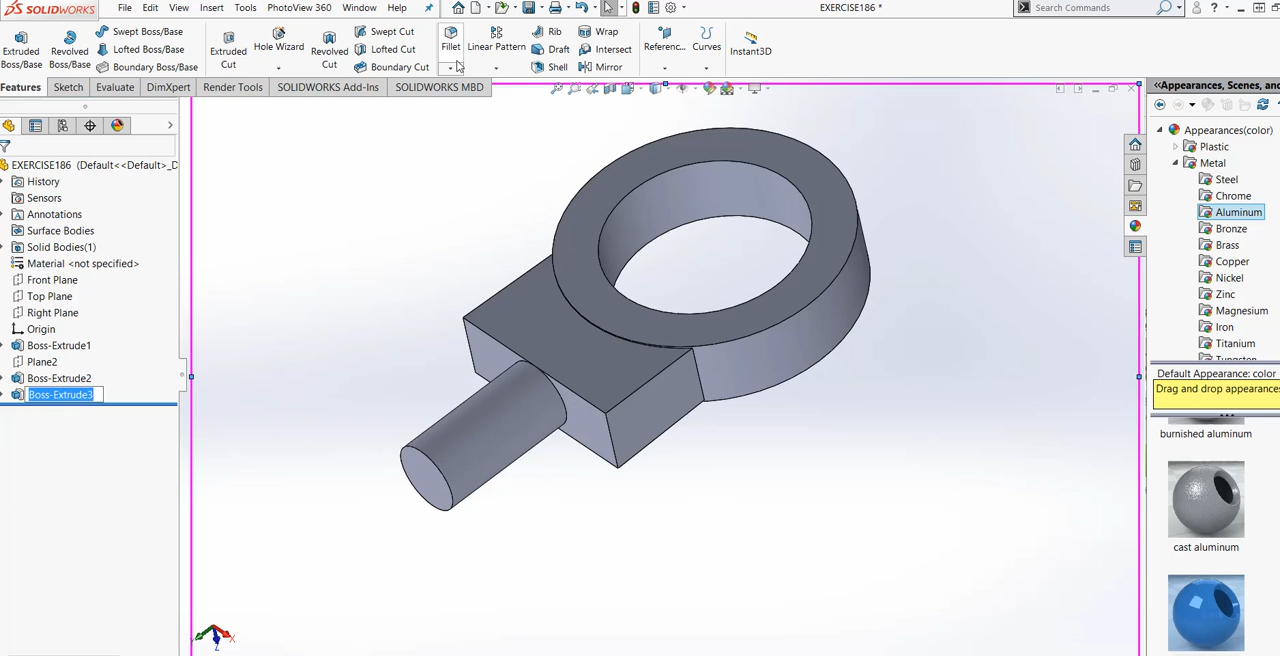 SOLIDWORKS File Edit View Insert Tools PhotoView 360 Window Help EXERCISE186 * Search Commands ?
Extruded Boss/Base
Revolved Boss/Base
Swept Boss/Base
Lofted Boss/Base
Boundary Boss/Base
Extruded Cut
Hole Wizard
Revolved Cut
Swept Cut
Lofted Cut
Boundary Cut
Fillet
Linear Pattern
Rib
Draft
Shell
Wrap
Intersect
Mirror
Referenc...
Curves
Instant3D
Features Sketch Evaluate DimXpert Render Tools SOLIDWORKS Add-Ins SOLIDWORKS MBD
EXERCISE186 (Default<<Default>_D
History
Sensors
Annotations
Surface Bodies
Solid Bodies(1)
Material <not specified>
Front Plane
Top Plane
Right Plane
Origin
Boss-Extrude1
Plane2
Boss-Extrude2
Boss-Extrude3
X
Z
<<Appearances, Scenes, and
Appearances(color)
Plastic
Metal
Steel
Chrome
Aluminum
Bronze
Brass
Copper
Nickel
Zinc
Magnesium
Iron
Titanium
Default Appearance: color
Drag and drop appearances
burnished aluminum
cast aluminum